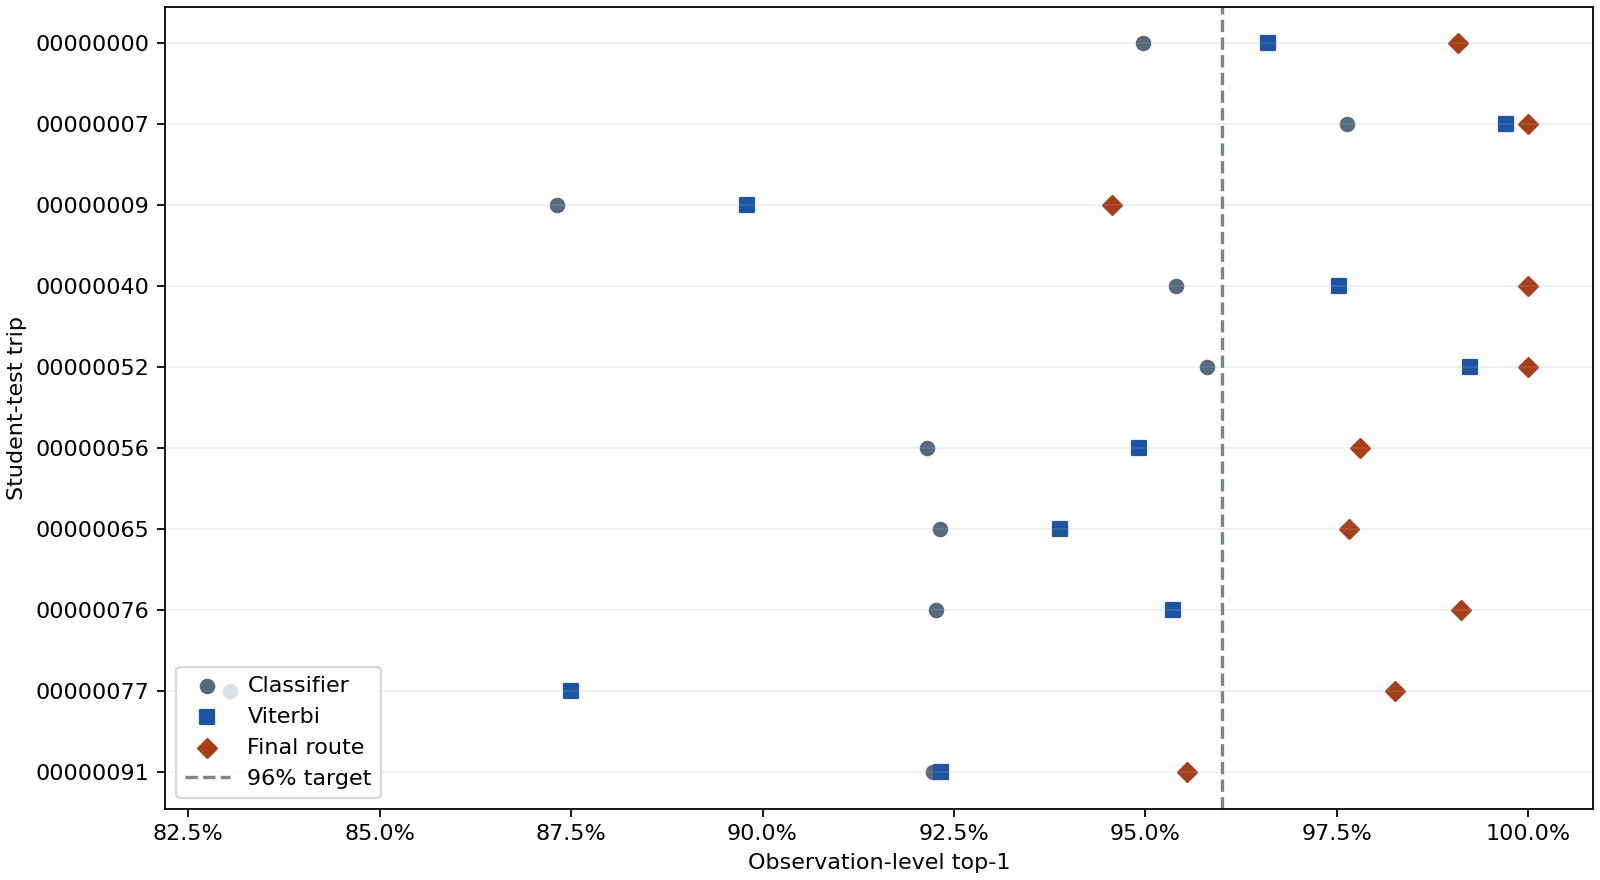 00000000
00000007
00000009
00000040
00000052
00000056
00000065
00000076
00000077
00000091
Student-test trip
Classifier
Viterbi
Final route
96% target
82.5% 85.0% 87.5% 90.0% 92.5% 95.0% 97.5% 100.0%
Observation-level top-1